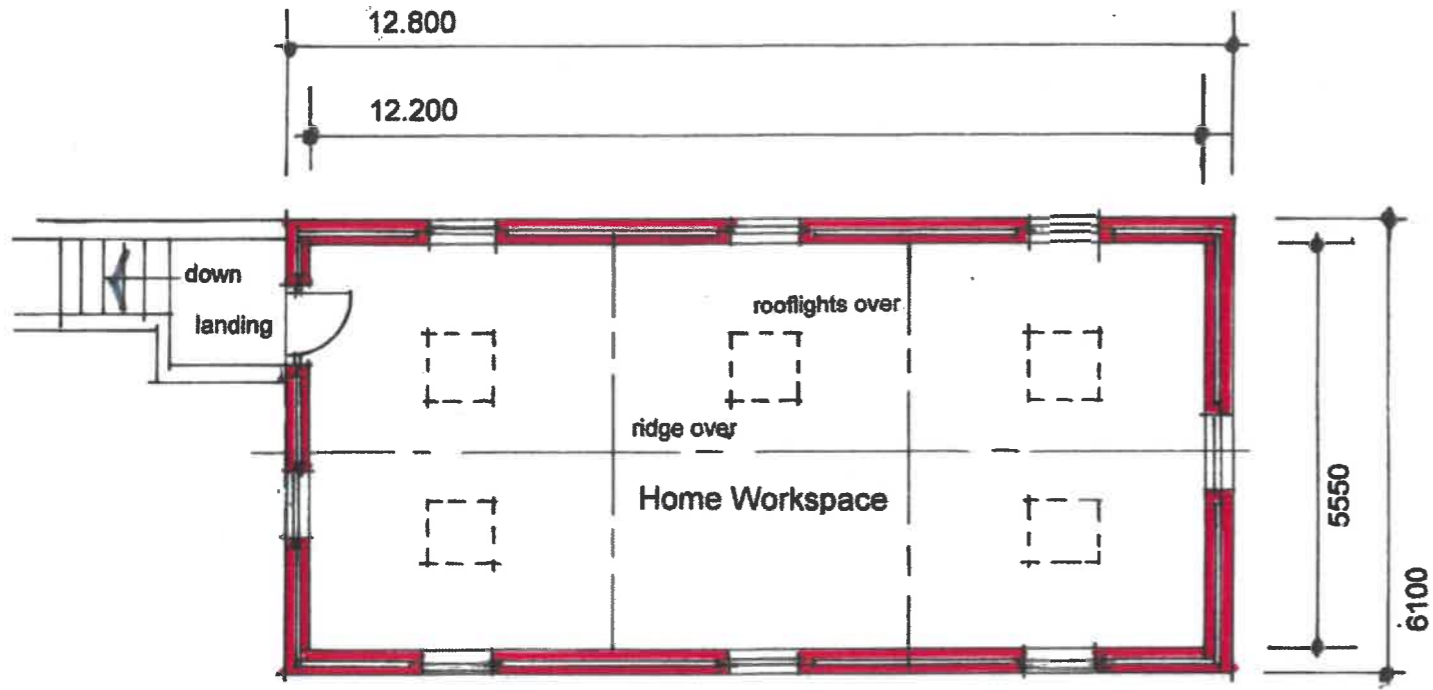 12.800
12.200
down
landing
rooflights over
ridge over
Home Workspace
5550
6100